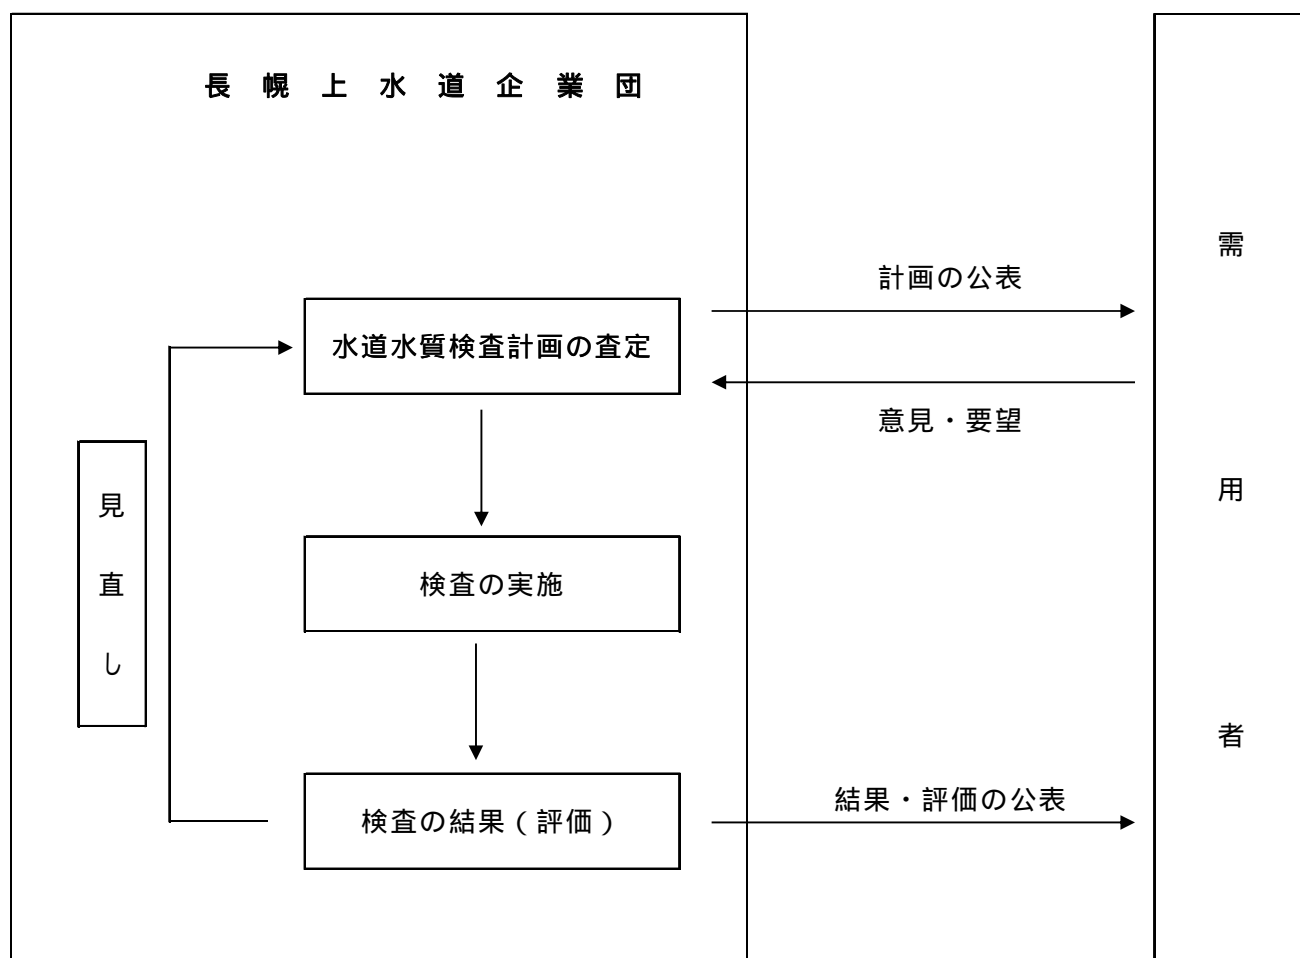 長幌上水道企業団
計画の公表
水道水質検査計画の査定
意見・要望
見直し
検査の実施
検査の結果(評価)
結果・評価の公表
需用者